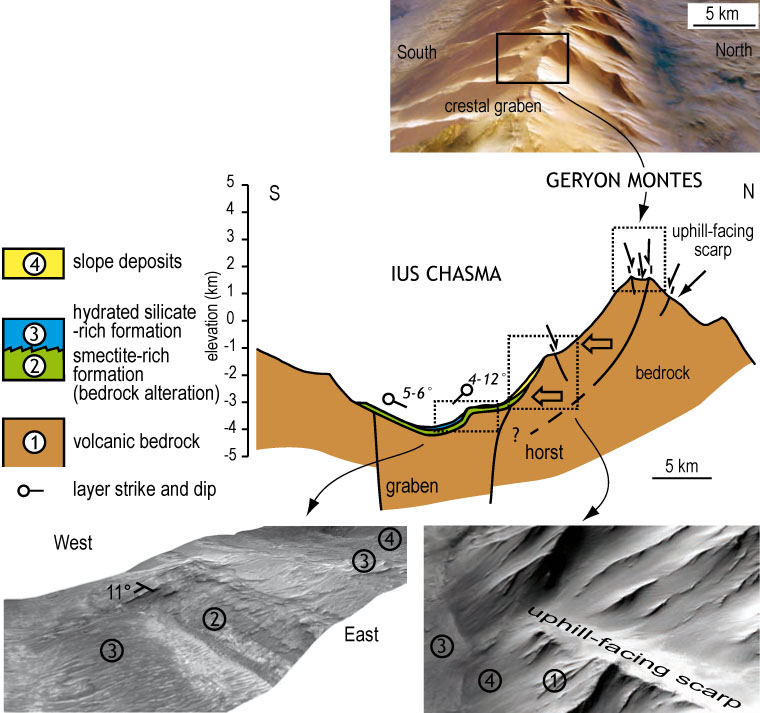 5 km
South
North
crestal graben
GERYON MONTES
S
N
5
4
3
2
1
0
-1
-2
-3
-4
-5
elevation (km)
uphill-facing
scarp
IUS CHASMA
4
slope deposits
3
hydrated silicate
-rich formation
2
smectite-rich
formation
(bedrock alteration)
1
volcanic bedrock
layer strike and dip
5-6°
4-12°
bedrock
?
horst
graben
5 km
West
East
11°
4
3
2
3
uphill-facing scarp
3
4
1